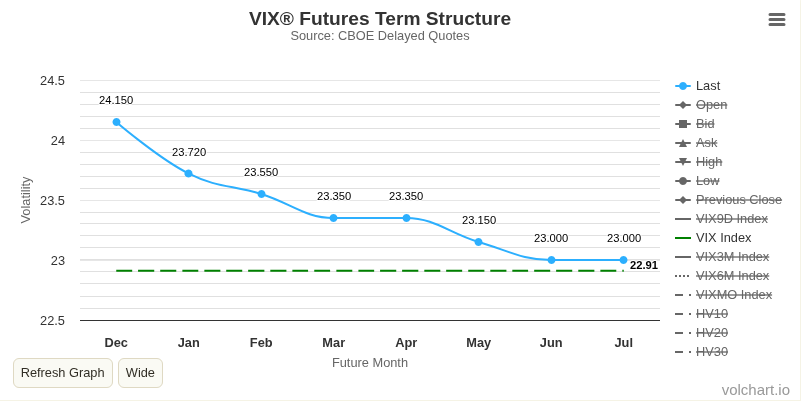 VIX® Futures Term Structure
Source: CBOE Delayed Quotes
24.5
24
23.5
23
22.5
Volatility
24.150
23.720
23.550
23.350
23.350
23.150
23.000
23.000
22.91
Dec
Jan
Feb
Mar
Apr
May
Jun
Jul
Future Month
Last
Open
Bid
Ask
High
Low
Previous Close
VIX9D Index
VIX Index
VIX3M Index
VIX6M Index
VIXMO Index
HV10
HV20
HV30
Refresh Graph
Wide
volchart.io